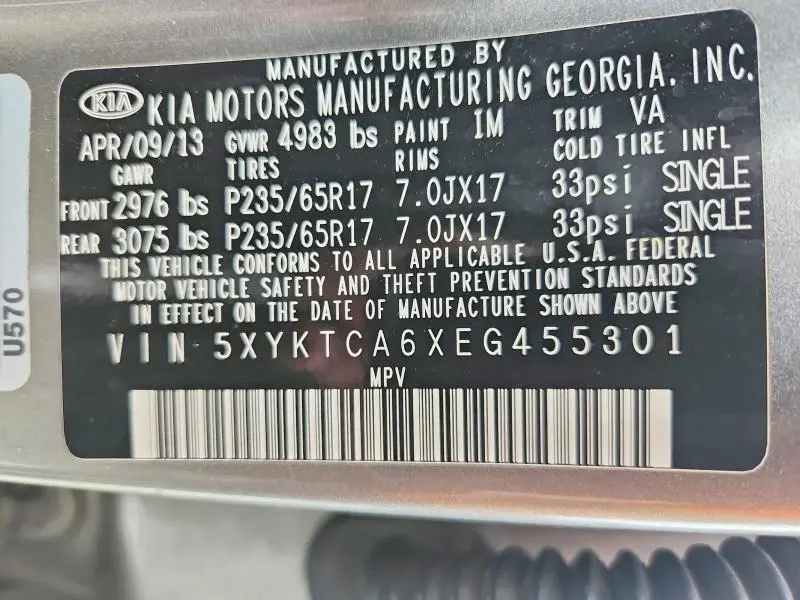 MANUFACTURED BY
KIA KIA MOTORS MANUFACTURING GEORGIA, INC.
APR/09/13 GVWR 4983 lbs PAINT IM TRIM VA
GAWR TIRES RIMS COLD TIRE INFL
FRONT 2976 lbs P235/65R17 7.0JX17 33psi SINGLE
REAR 3075 lbs P235/65R17 7.0JX17 33psi SINGLE
THIS VEHICLE CONFORMS TO ALL APPLICABLE U.S.A. FEDERAL
MOTOR VEHICLE SAFETY AND THEFT PREVENTION STANDARDS
IN EFFECT ON THE DATE OF MANUFACTURE SHOWN ABOVE
VIN 5XYKTCA6XEG455301
MPV
U570